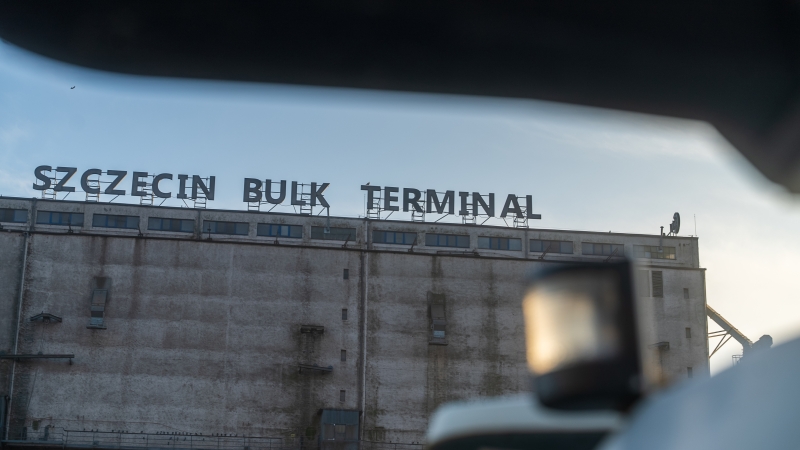 SZCZECIN BULK TERMINAL